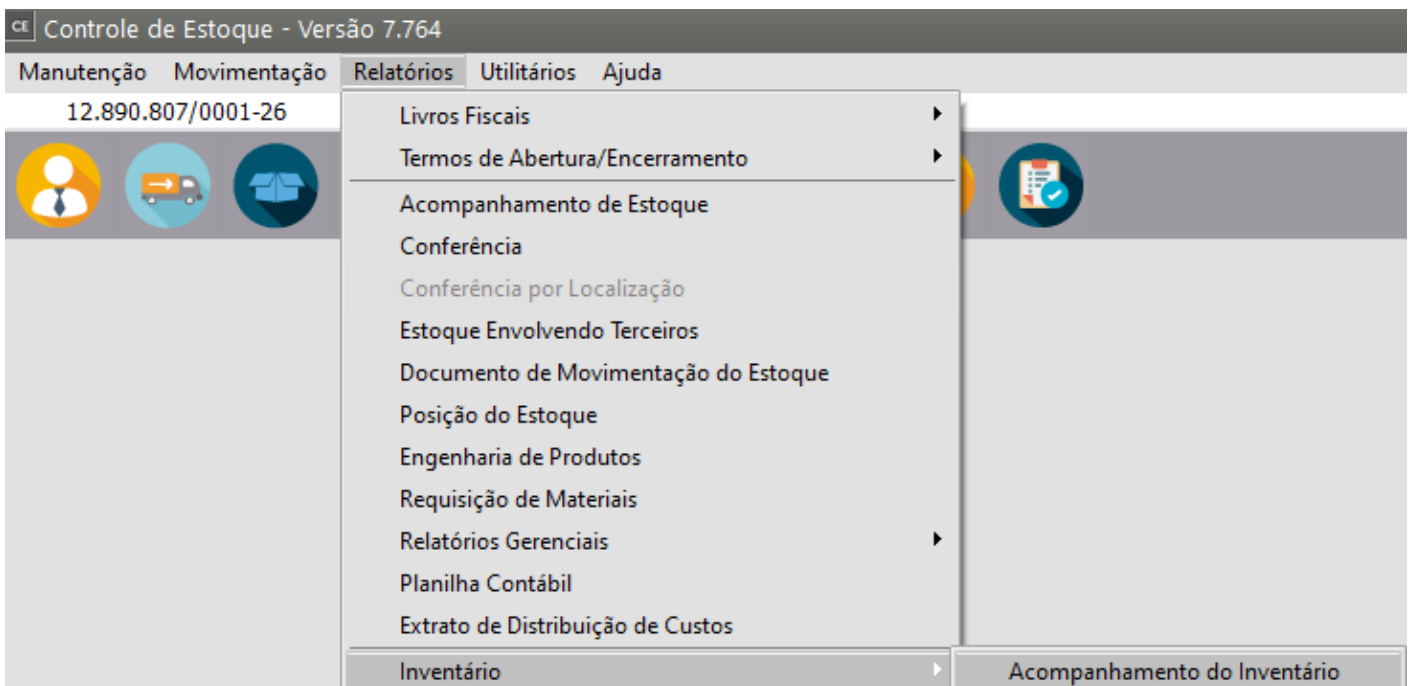 CE Controle de Estoque - Versão 7.764
Manutenção Movimentação Relatórios Utilitários Ajuda
12.890.807/0001-26
Livros Fiscais
Termos de Abertura/Encerramento
Acompanhamento de Estoque
Conferência
Conferência por Localização
Estoque Envolvendo Terceiros
Documento de Movimentação do Estoque
Posição do Estoque
Engenharia de Produtos
Requisição de Materiais
Relatórios Gerenciais
Planilha Contábil
Extrato de Distribuição de Custos
Inventário
Acompanhamento do Inventário